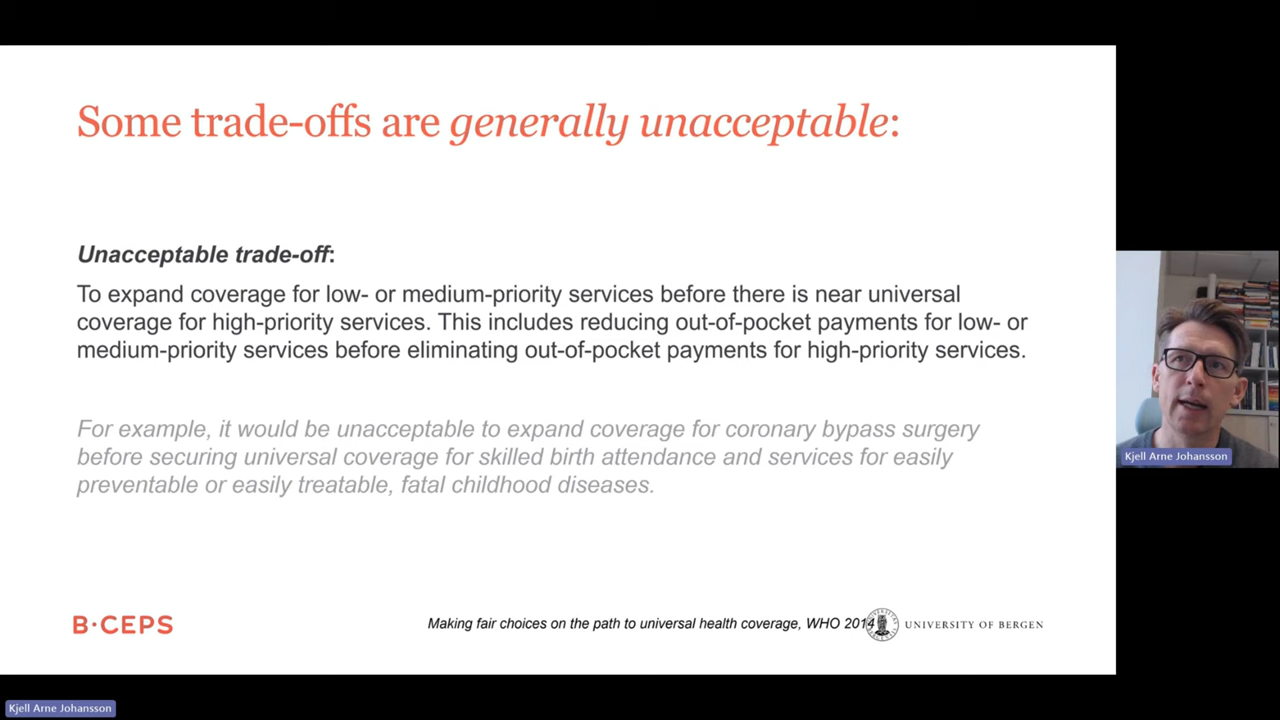 Some trade-offs are generally unacceptable:
Unacceptable trade-off:
To expand coverage for low- or medium-priority services before there is near universal
coverage for high-priority services. This includes reducing out-of-pocket payments for low- or
medium-priority services before eliminating out-of-pocket payments for high-priority services.
For example, it would be unacceptable to expand coverage for coronary bypass surgery
before securing universal coverage for skilled birth attendance and services for easily
preventable or easily treatable, fatal childhood diseases.
B·CEPS
Making fair choices on the path to universal health coverage, WHO 2014
UNIVERSITY OF BERGEN
Kjell Arne Johansson
Kjell Arne Johansson